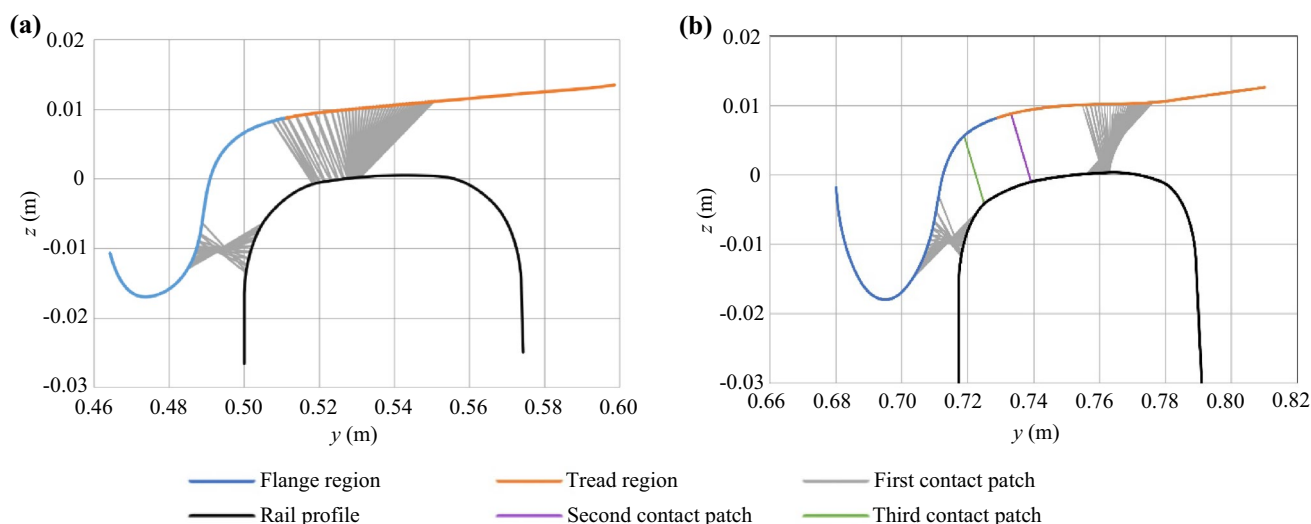 (a)
0.02
0.01
0
-0.01
-0.02
-0.03
z (m)
0.46 0.48 0.50 0.52 0.54 0.56 0.58 0.60
y (m)
(b)
0.02
0.01
0
-0.01
-0.02
-0.03
z (m)
0.66 0.68 0.70 0.72 0.74 0.76 0.78 0.80 0.82
y (m)
Flange region Tread region First contact patch
Rail profile Second contact patch Third contact patch